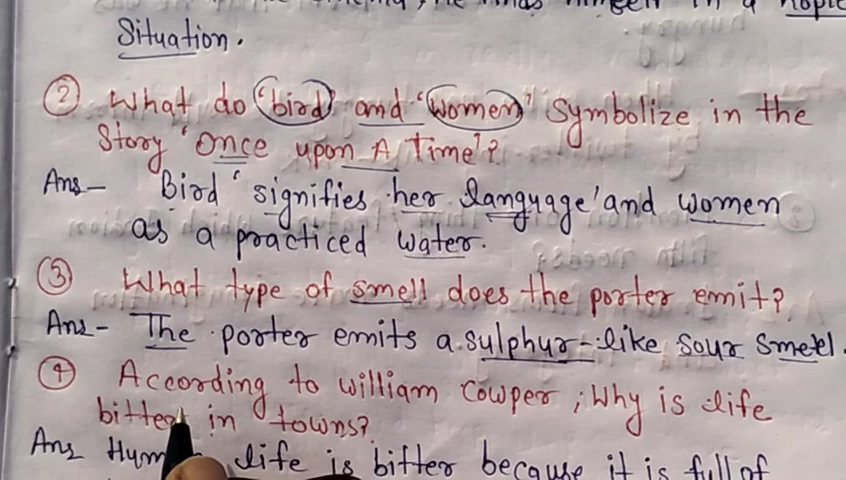 in a
Situation.
② What do 'bird' and 'women' symbolize in the
Story 'Once upon A Time'?
Ans- Bird 'signifies her language' and women
as a practiced water.
③ What type of smell does the porter emit?
Ans- The porter emits a sulphur-like sour smell.
④ According to william Cowper, Why is life
bitter in towns?
Ans life is bitter because it is full of